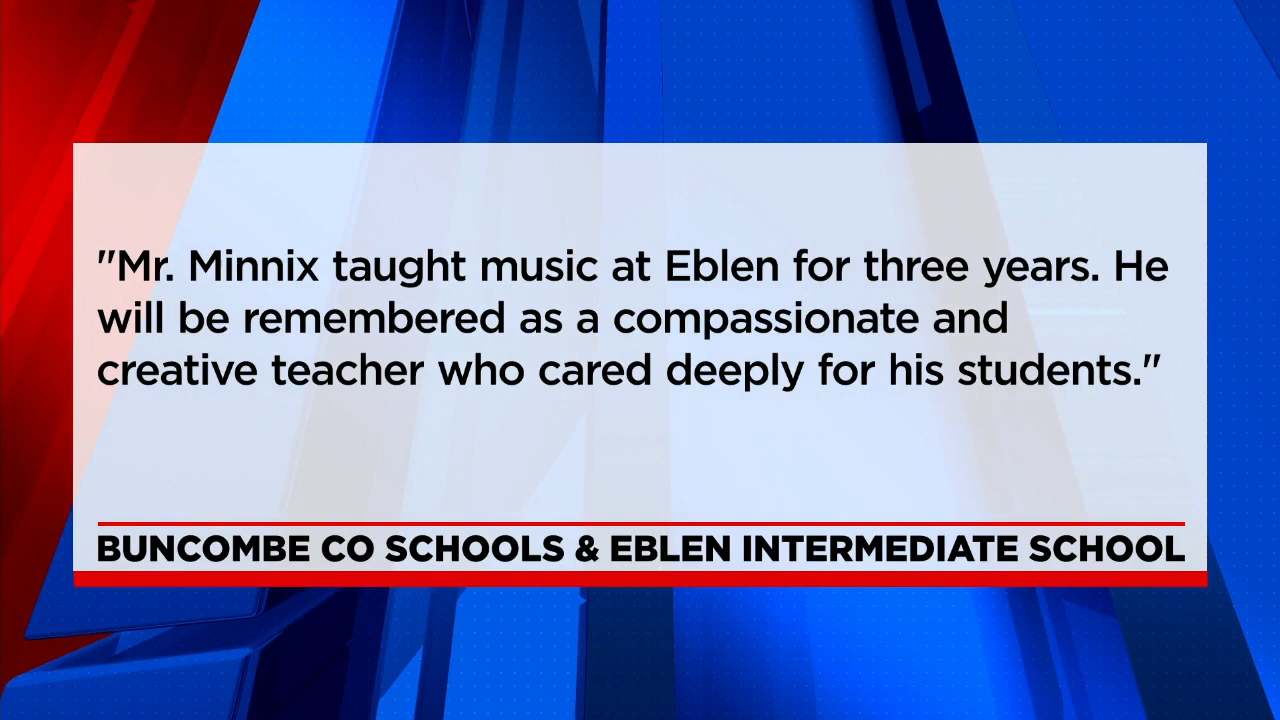 "Mr. Minnix taught music at Eblen for three years. He
will be remembered as a compassionate and
creative teacher who cared deeply for his students."
BUNCOMBE CO SCHOOLS & EBLEN INTERMEDIATE SCHOOL